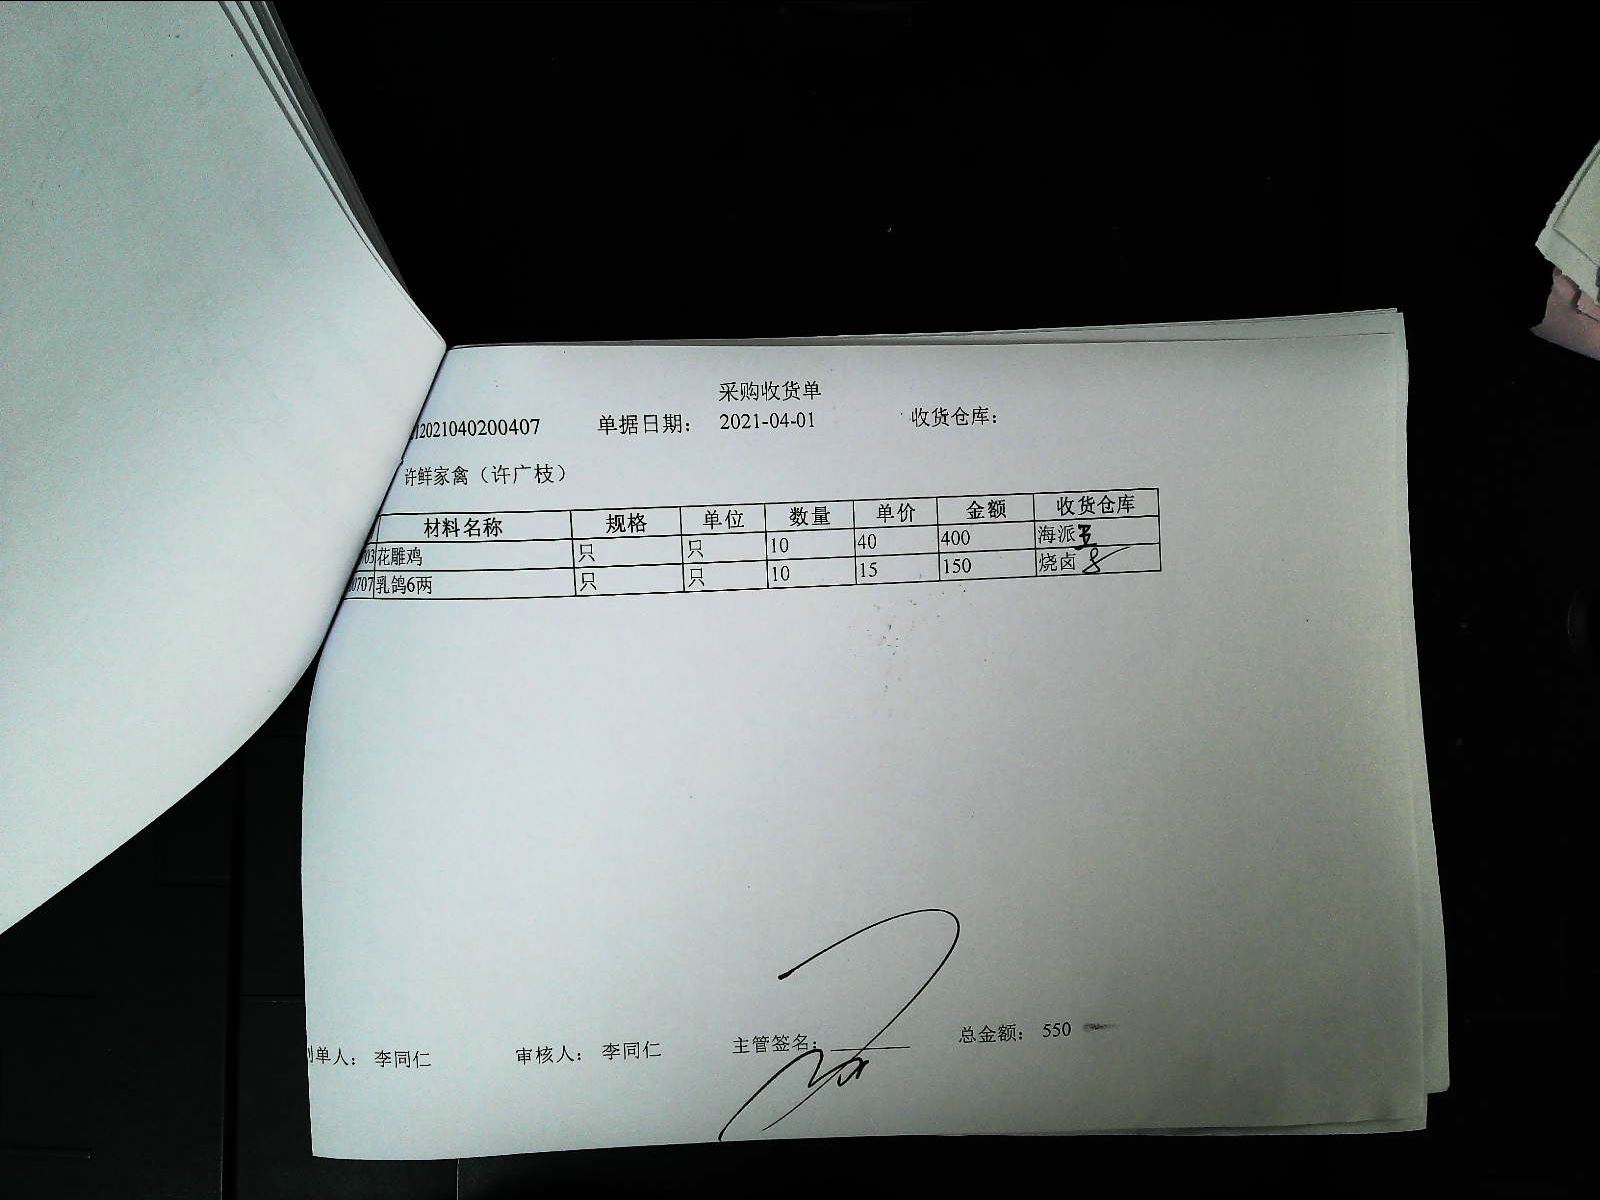 采购收货单
2021040200407 单据日期: 2021-04-01 收货仓库:
许鲜家禽（许广枝）
材料名称 规格 单位 数量 单价 金额 收货仓库
03 花雕鸡 只 只 10 40 400 海派
0707 乳鸽6两 只 只 10 15 150 烧卤
单人: 李同仁 审核人: 李同仁 主管签名: 总金额: 550